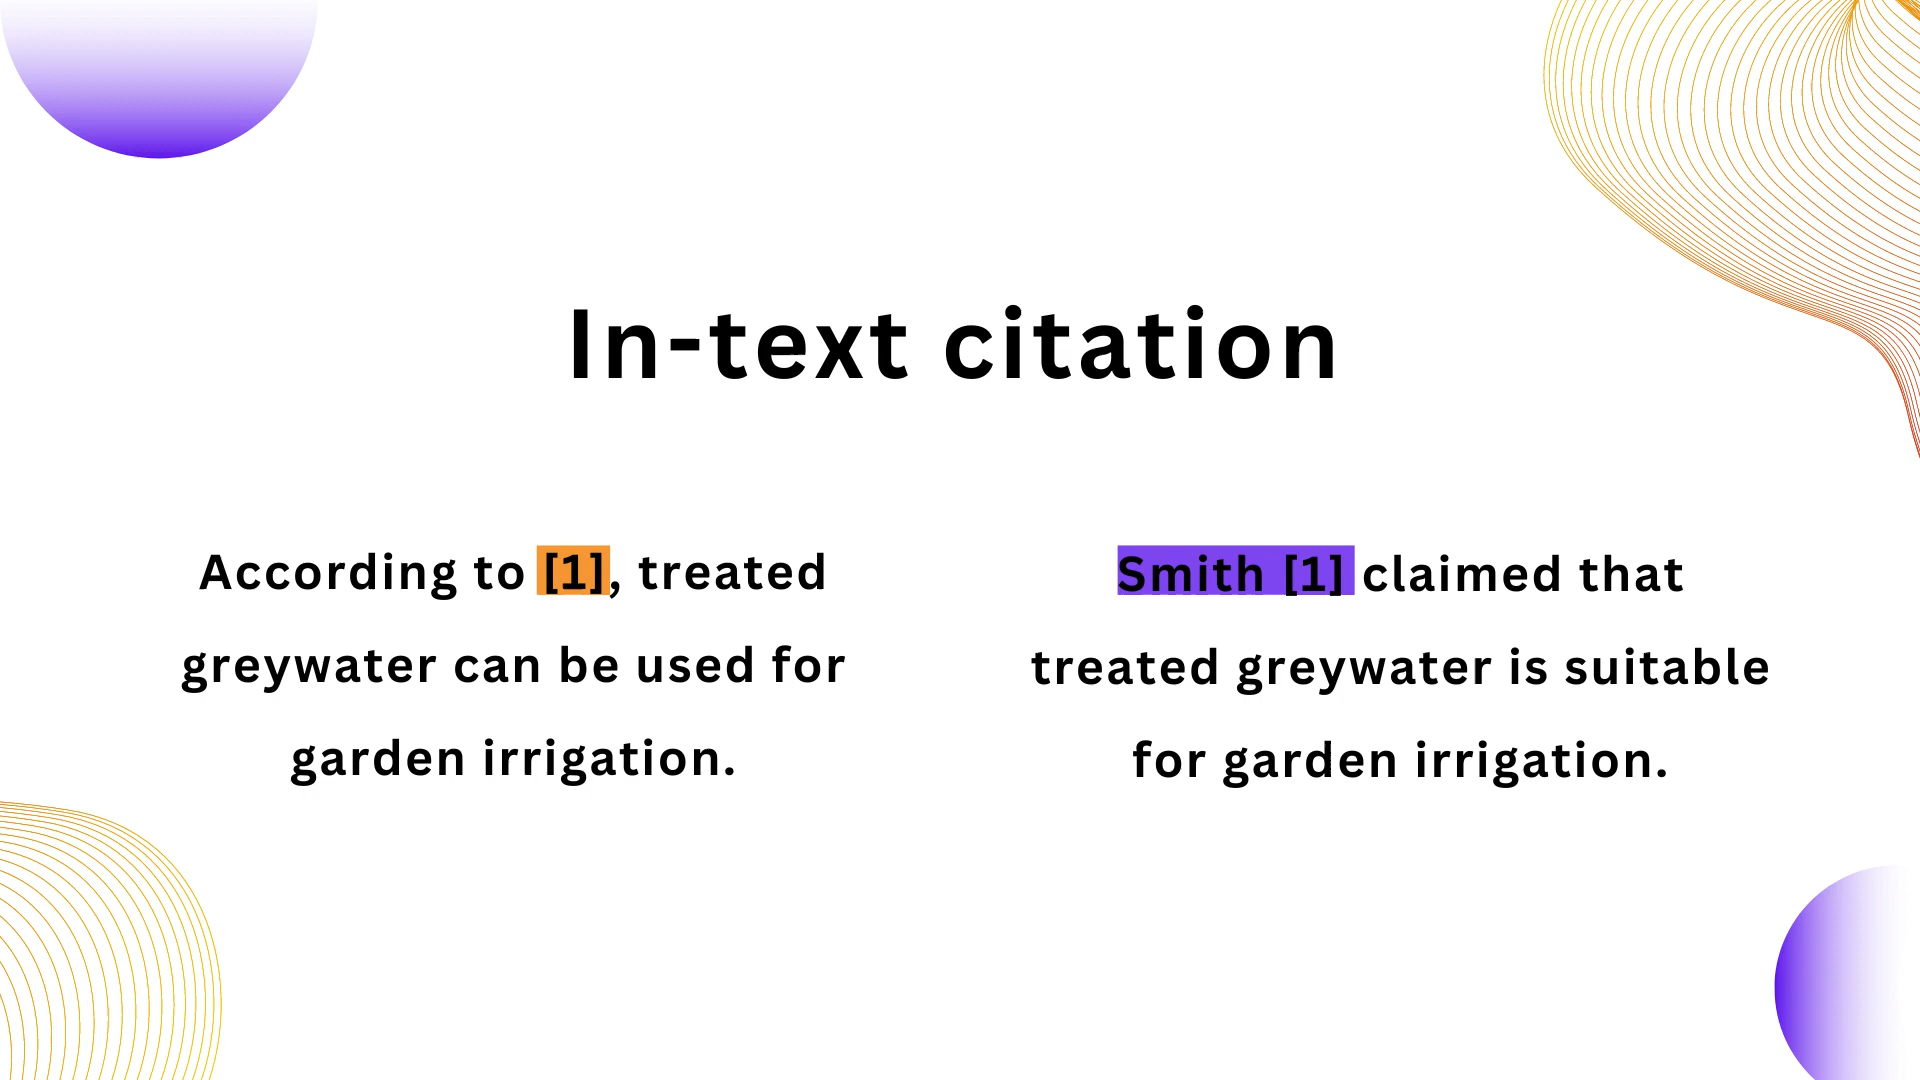 In-text citation
According to [1], treated
greywater can be used for
garden irrigation.
Smith [1] claimed that
treated greywater is suitable
for garden irrigation.